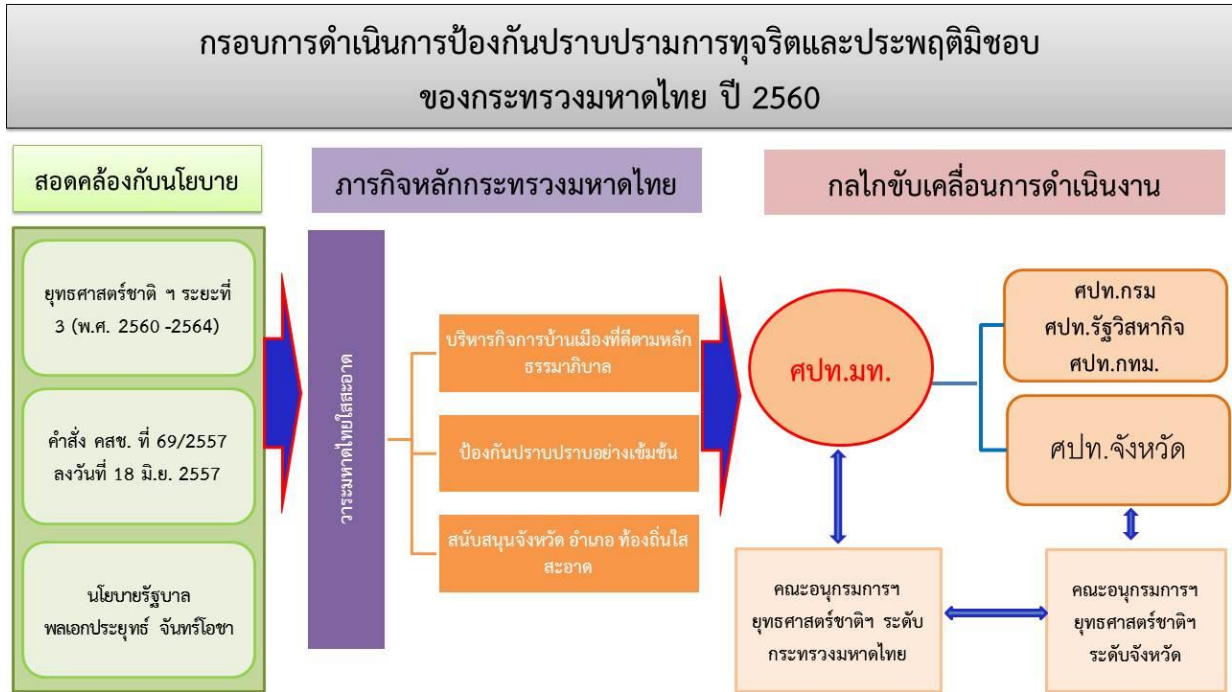 กรอบการดำเนินการป้องกันปราบปรามการทุจริตและประพฤติมิชอบ
ของกระทรวงมหาดไทย ปี 2560
สอดคล้องกับนโยบาย
ยุทธศาสตร์ชาติ ฯ ระยะที่
3 (พ.ศ. 2560 -2564)
คำสั่ง คสช. ที่ 69/2557
ลงวันที่ 18 มิ.ย. 2557
นโยบายรัฐบาล
พลเอกประยุทธ์ จันทร์โอชา
ภารกิจหลักกระทรวงมหาดไทย
วาระมหาดไทยใสสะอาด
บริหารกิจการบ้านเมืองที่ดีตามหลัก
ธรรมาภิบาล
ป้องกันปราบปราบอย่างเข้มข้น
สนับสนุนจังหวัด อำเภอ ท้องถิ่นใส
สะอาด
กลไกขับเคลื่อนการดำเนินงาน
ศปท.มท.
ศปท.กรม
ศปท.รัฐวิสหากิจ
ศปท.กทม.
ศปท.จังหวัด
คณะอนุกรมการฯ
ยุทธศาสตร์ชาติฯ ระดับ
กระทรวงมหาดไทย
คณะอนุกรมการฯ
ยุทธศาสตร์ชาติฯ
ระดับจังหวัด